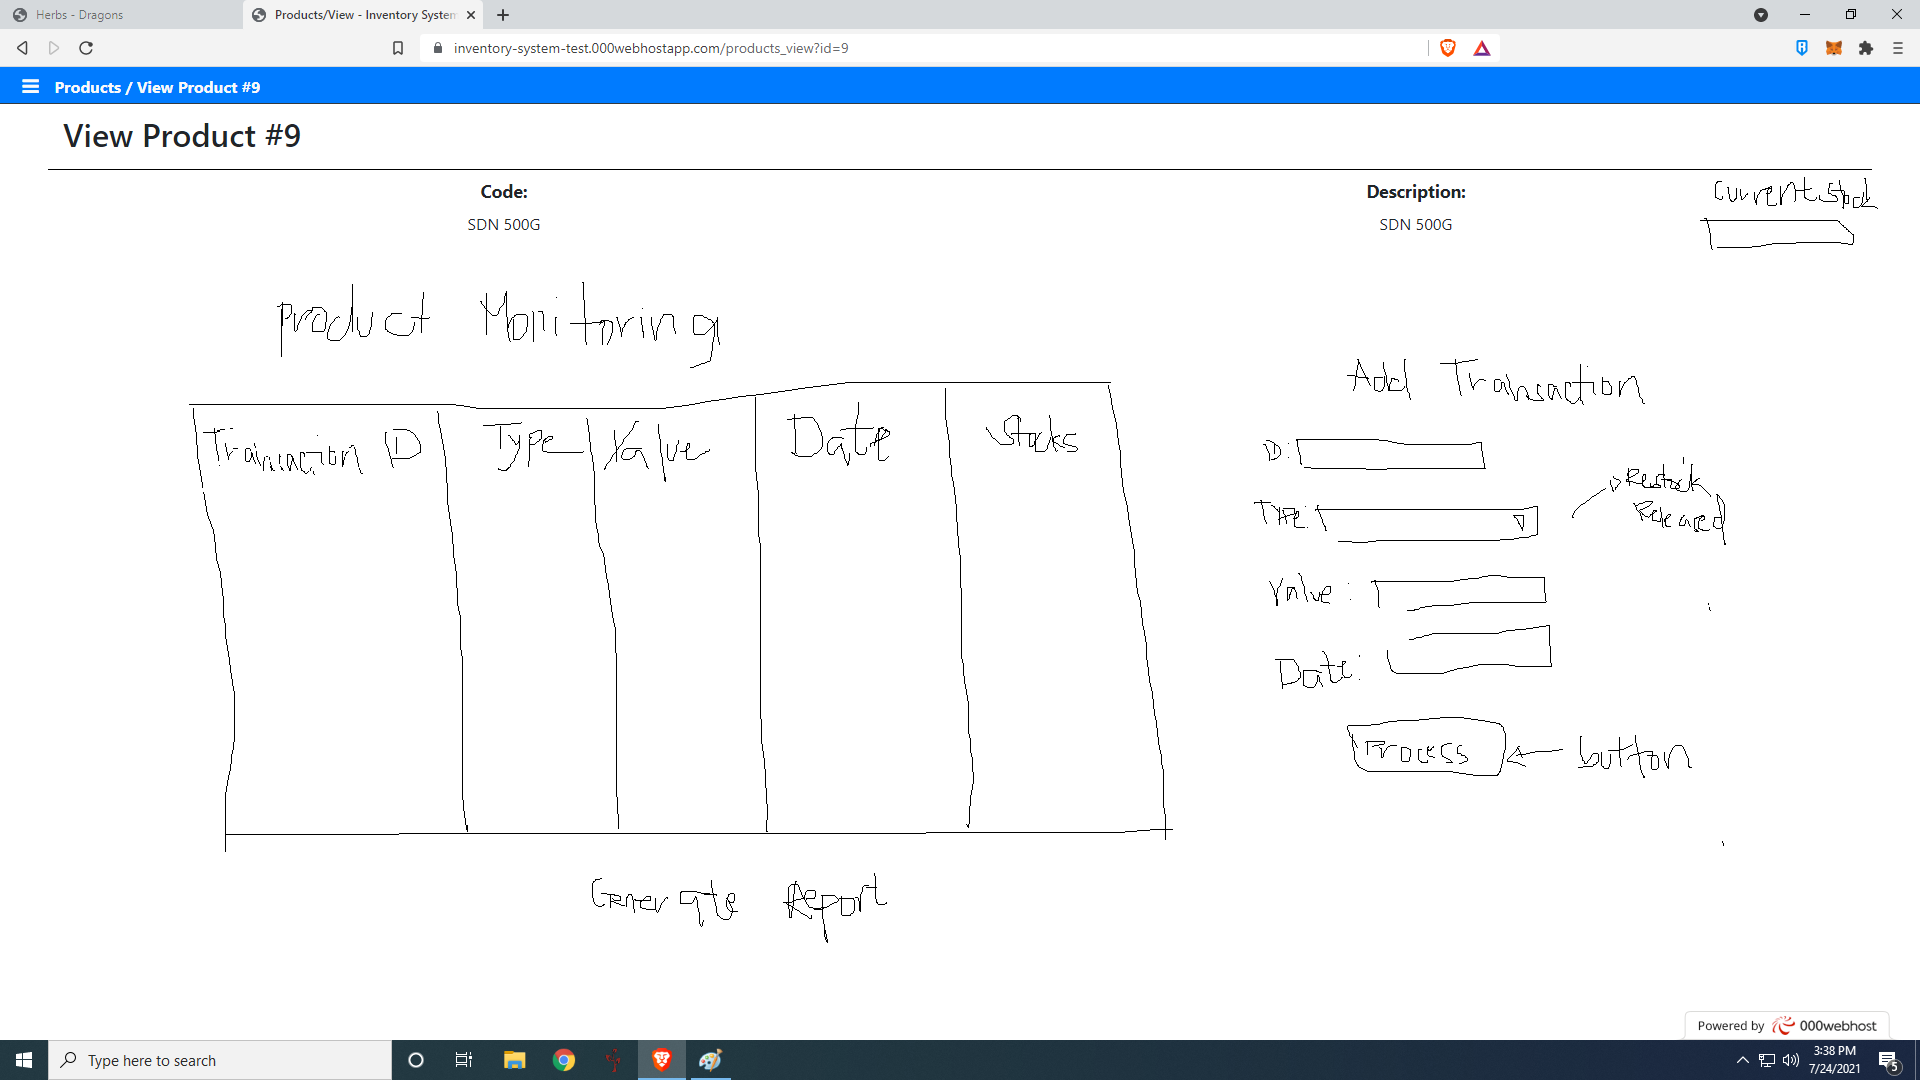 Herbs - Dragons
Products/View - Inventory System
inventory-system-test.000webhostapp.com/products_view?id=9
Products / View Product #9
View Product #9
Code:
SDN 500G
Description:
SDN 500G
Current Stock
Product Monitoring
Add Transaction
Transaction ID
Type
Value
Date
Stocks
ID:
Type:
Restock
Released
Value:
Date:
Process
button
Generate Report
Powered by 000webhost
Type here to search
3:38 PM
7/24/2021
5